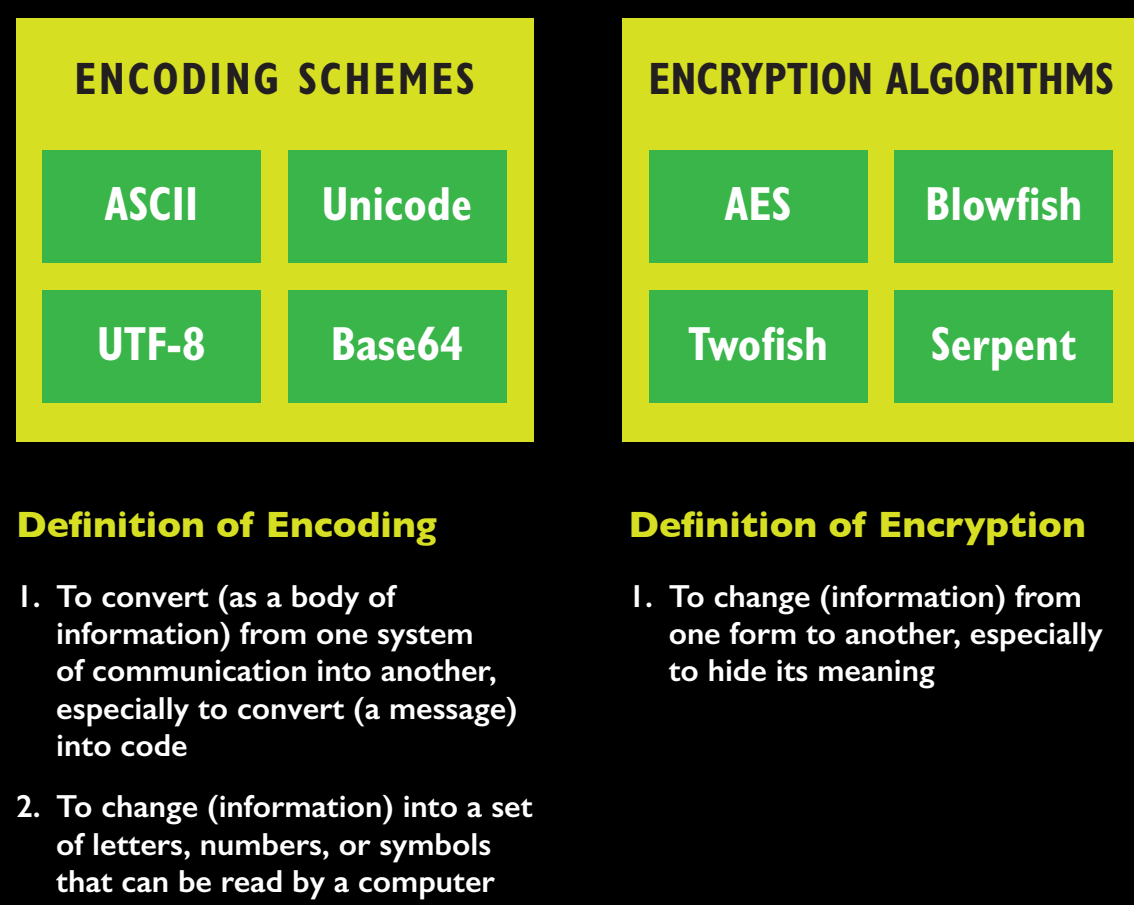 ENCODING SCHEMES
ASCII
Unicode
UTF-8
Base64
Definition of Encoding
1. To convert (as a body of
information) from one system
of communication into another,
especially to convert (a message)
into code
2. To change (information) into a set
of letters, numbers, or symbols
that can be read by a computer
ENCRYPTION ALGORITHMS
AES
Blowfish
Twofish
Serpent
Definition of Encryption
1. To change (information) from
one form to another, especially
to hide its meaning